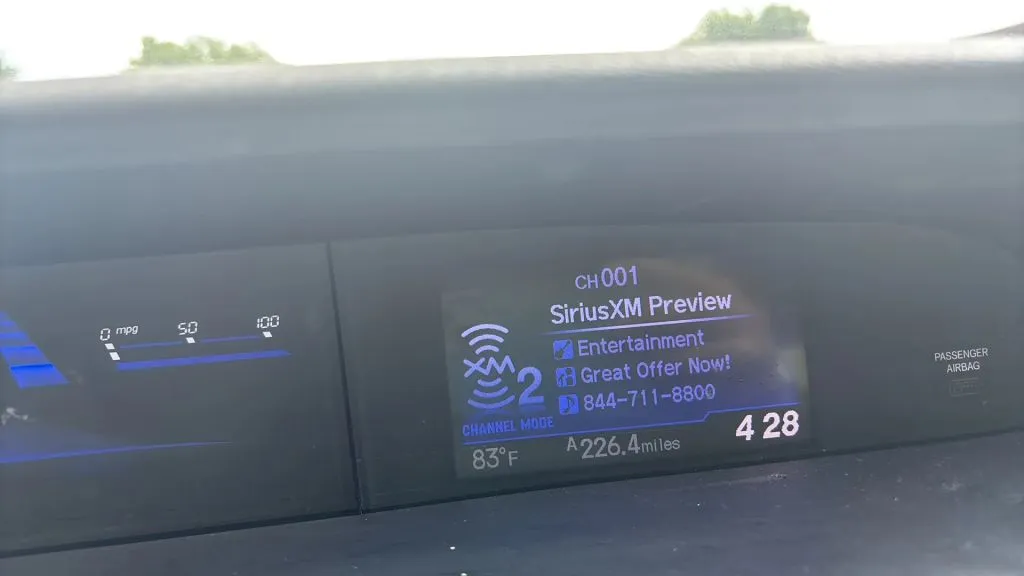 0 mpg 50 100
CH001
SiriusXM Preview
XM2
Entertainment
Great Offer Now!
844-711-8800
CHANNEL MODE
83°F
A 226.4 miles
4 28
PASSENGER
AIRBAG